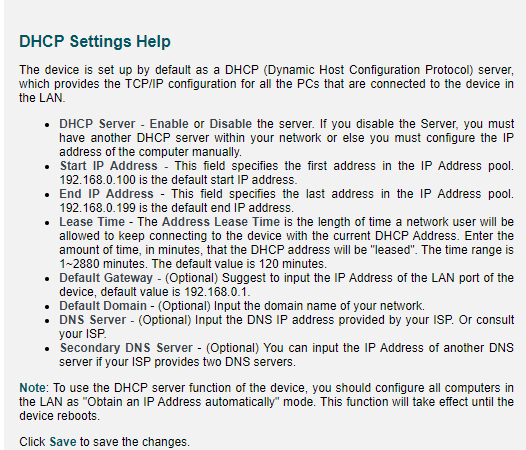 DHCP Settings Help
The device is set up by default as a DHCP (Dynamic Host Configuration Protocol) server,
which provides the TCP/IP configuration for all the PCs that are connected to the device in
the LAN.
• DHCP Server - Enable or Disable the server. If you disable the Server, you must
have another DHCP server within your network or else you must configure the IP
address of the computer manually.
• Start IP Address - This field specifies the first address in the IP Address pool.
192.168.0.100 is the default start IP address.
• End IP Address - This field specifies the last address in the IP Address pool.
192.168.0.199 is the default end IP address.
• Lease Time - The Address Lease Time is the length of time a network user will be
allowed to keep connecting to the device with the current DHCP Address. Enter the
amount of time, in minutes, that the DHCP address will be "leased". The time range is
1~2880 minutes. The default value is 120 minutes.
• Default Gateway - (Optional) Suggest to input the IP Address of the LAN port of the
device, default value is 192.168.0.1.
• Default Domain - (Optional) Input the domain name of your network.
• DNS Server - (Optional) Input the DNS IP address provided by your ISP. Or consult
your ISP.
• Secondary DNS Server - (Optional) You can input the IP Address of another DNS
server if your ISP provides two DNS servers.
Note: To use the DHCP server function of the device, you should configure all computers in
the LAN as "Obtain an IP Address automatically" mode. This function will take effect until the
device reboots.
Click Save to save the changes.